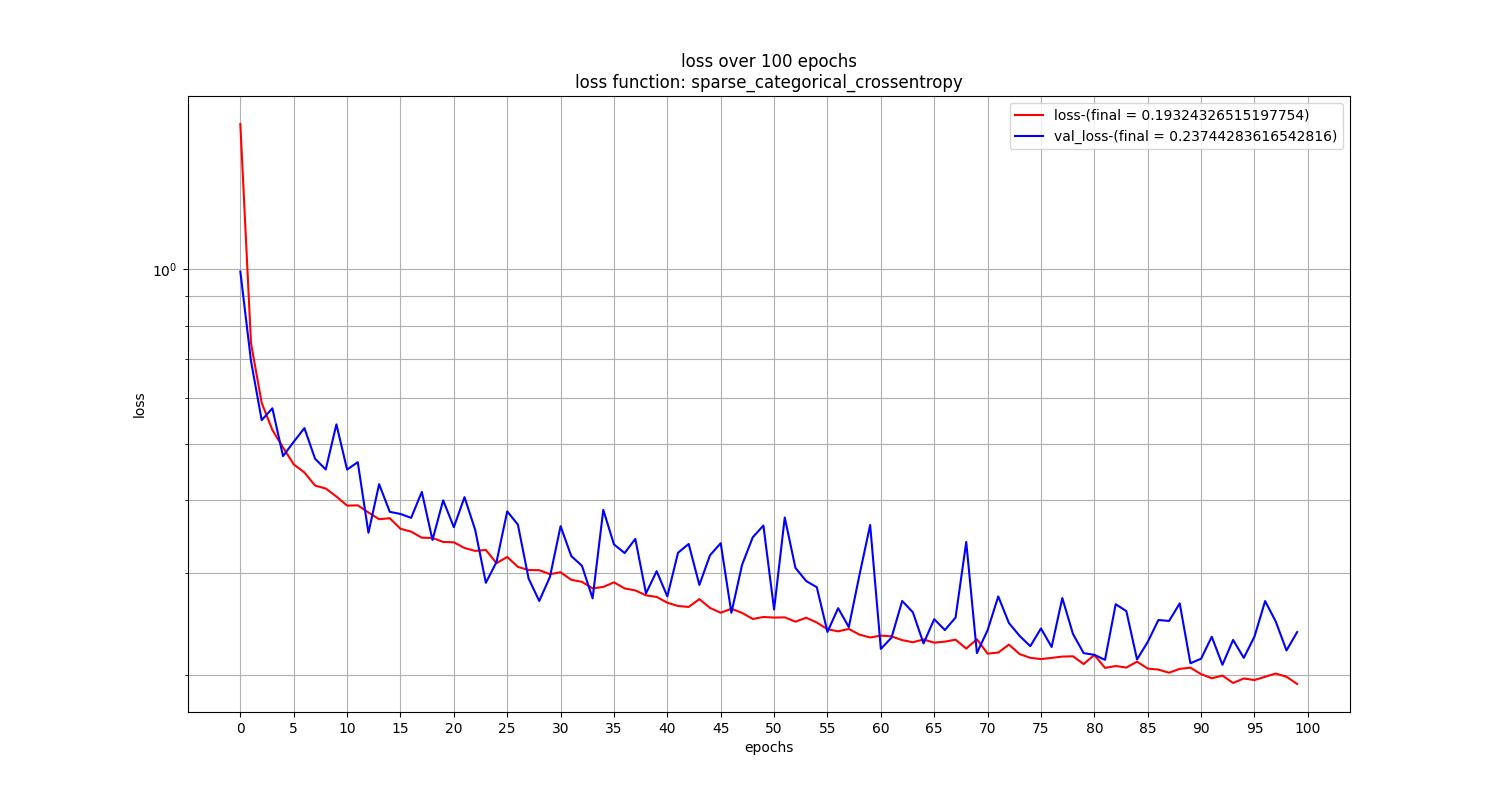 loss over 100 epochs
loss function: sparse_categorical_crossentropy
loss-(final = 0.19324326515197754)
val_loss-(final = 0.23744283616542816)
10⁰
loss
0 5 10 15 20 25 30 35 40 45 50 55 60 65 70 75 80 85 90 95 100
epochs